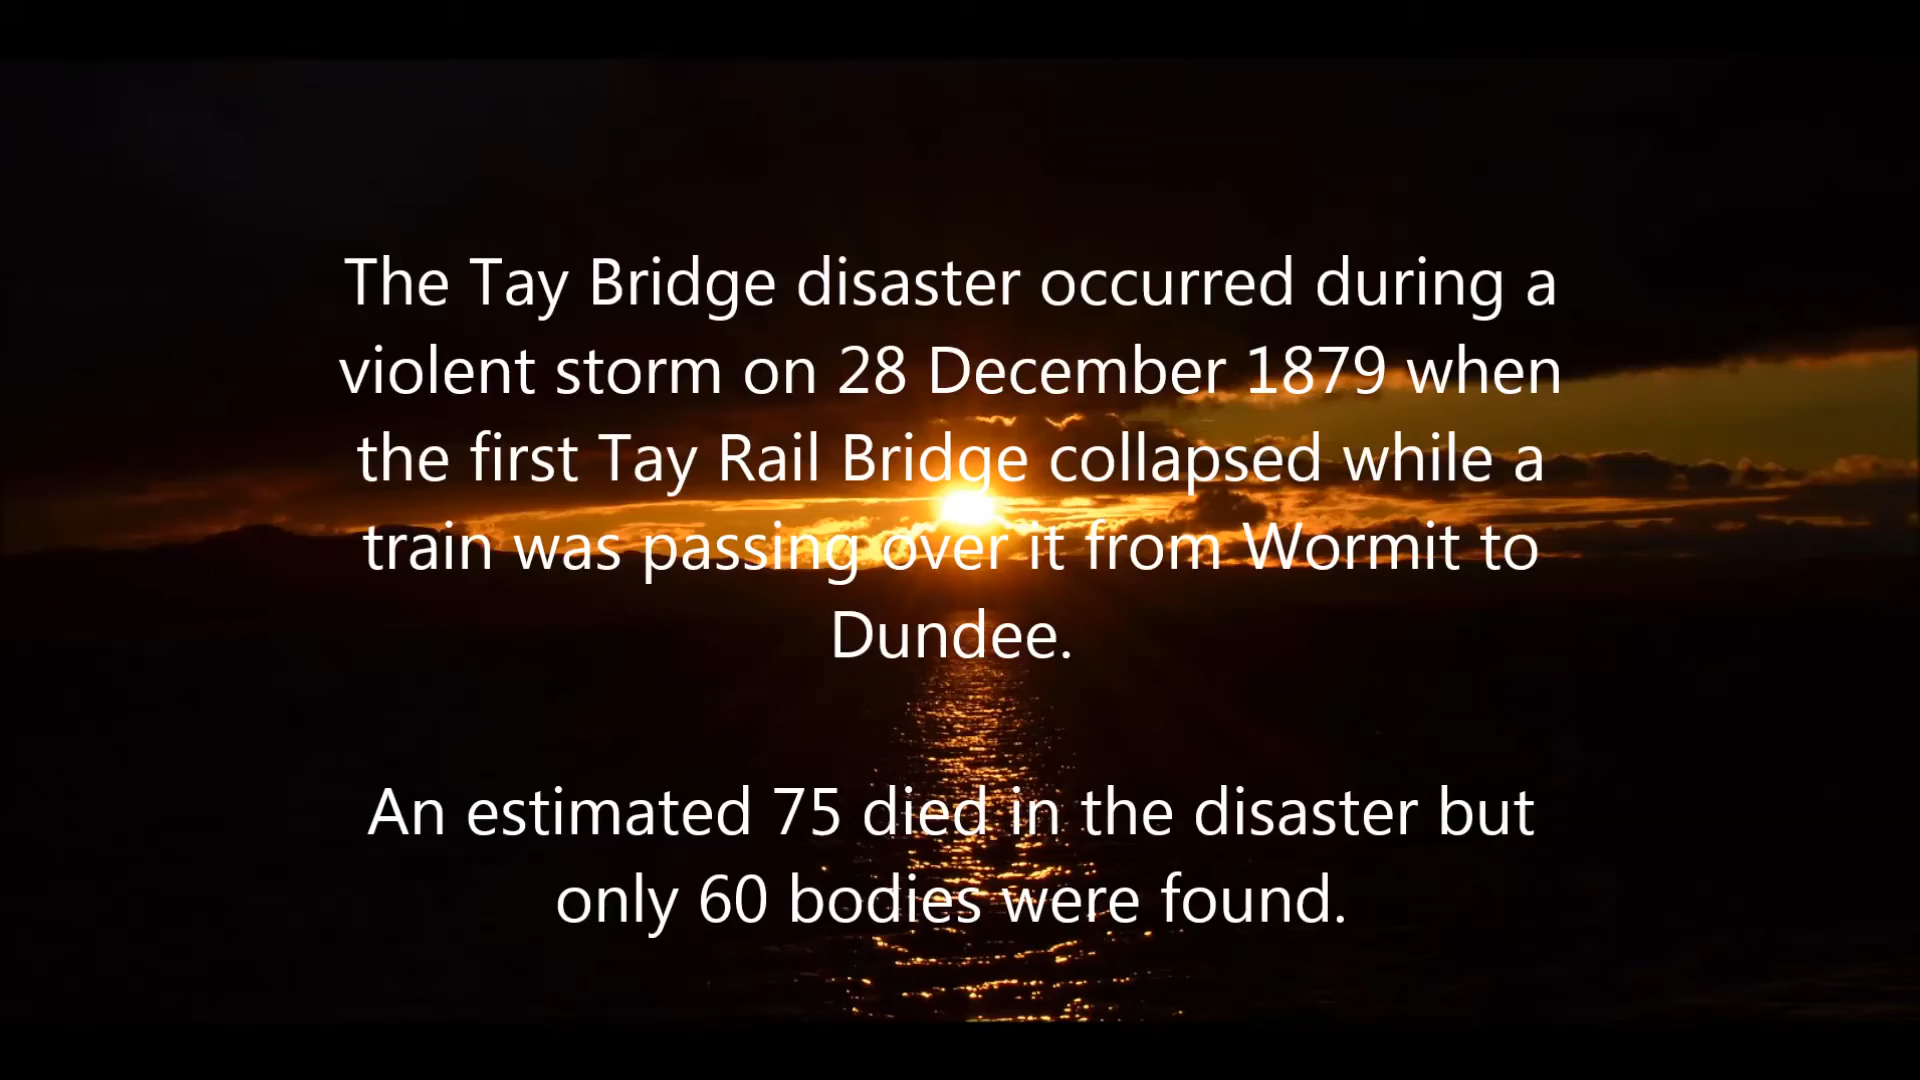 The Tay Bridge disaster occurred during a
violent storm on 28 December 1879 when
the first Tay Rail Bridge collapsed while a
train was passing over it from Wormit to
Dundee.
An estimated 75 died in the disaster but
only 60 bodies were found.